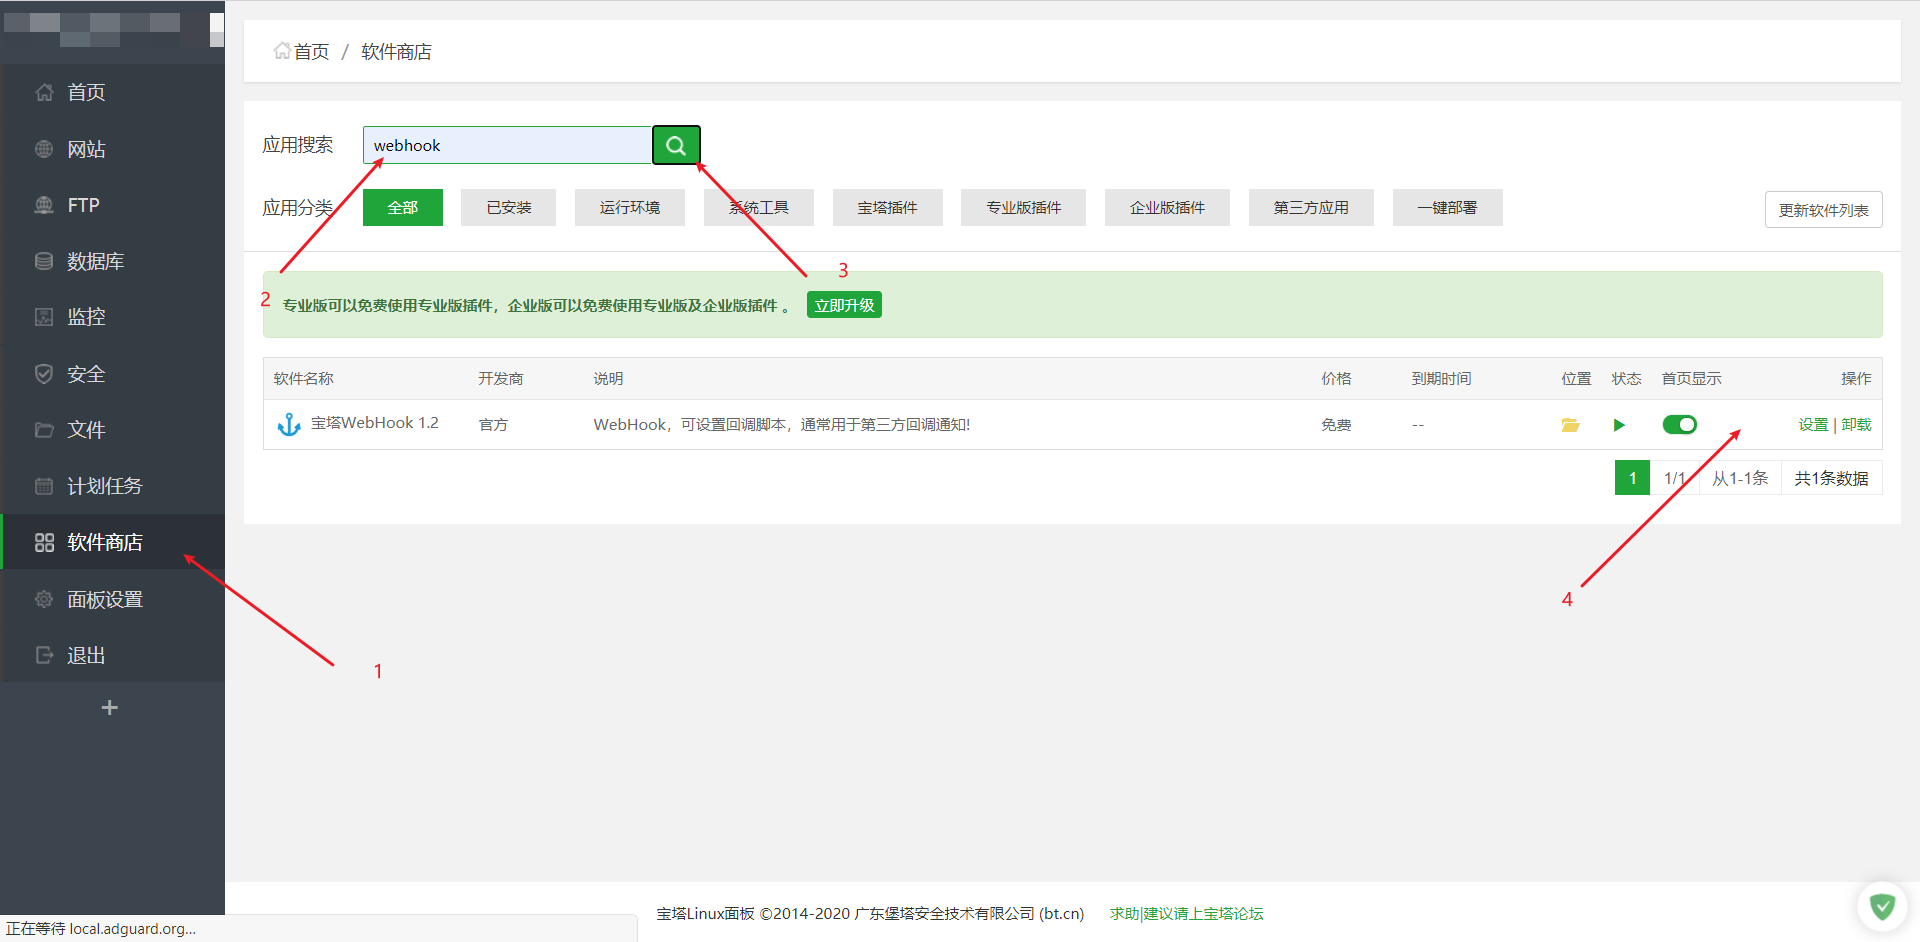 首页
网站
FTP
数据库
监控
安全
文件
计划任务
软件商店
面板设置
退出
首页 / 软件商店
应用搜索 webhook
应用分类 全部 已安装 运行环境 系统工具 宝塔插件 专业版插件 企业版插件 第三方应用 一键部署 更新软件列表
3
2 专业版可以免费使用专业版插件，企业版可以免费使用专业版及企业版插件 。 立即升级
软件名称 开发商 说明 价格 到期时间 位置 状态 首页显示 操作
宝塔WebHook 1.2 官方 WebHook，可设置回调脚本，通常用于第三方回调通知! 免费 -- 设置 | 卸载
1 1/1 从1-1条 共1条数据
4
1
宝塔Linux面板 ©2014-2020 广东堡塔安全技术有限公司 (bt.cn) 求助|建议请上宝塔论坛
正在等待 local.adguard.org...